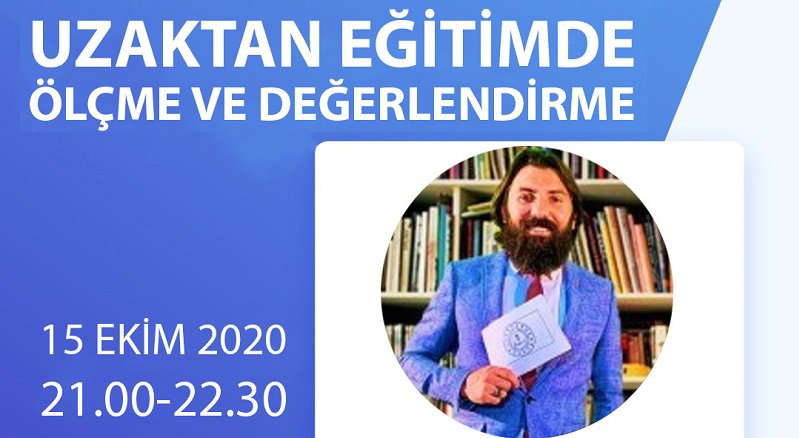 UZAKTAN EĞİTİMDE
ÖLÇME VE DEĞERLENDİRME
15 EKİM 2020
21.00-22.30